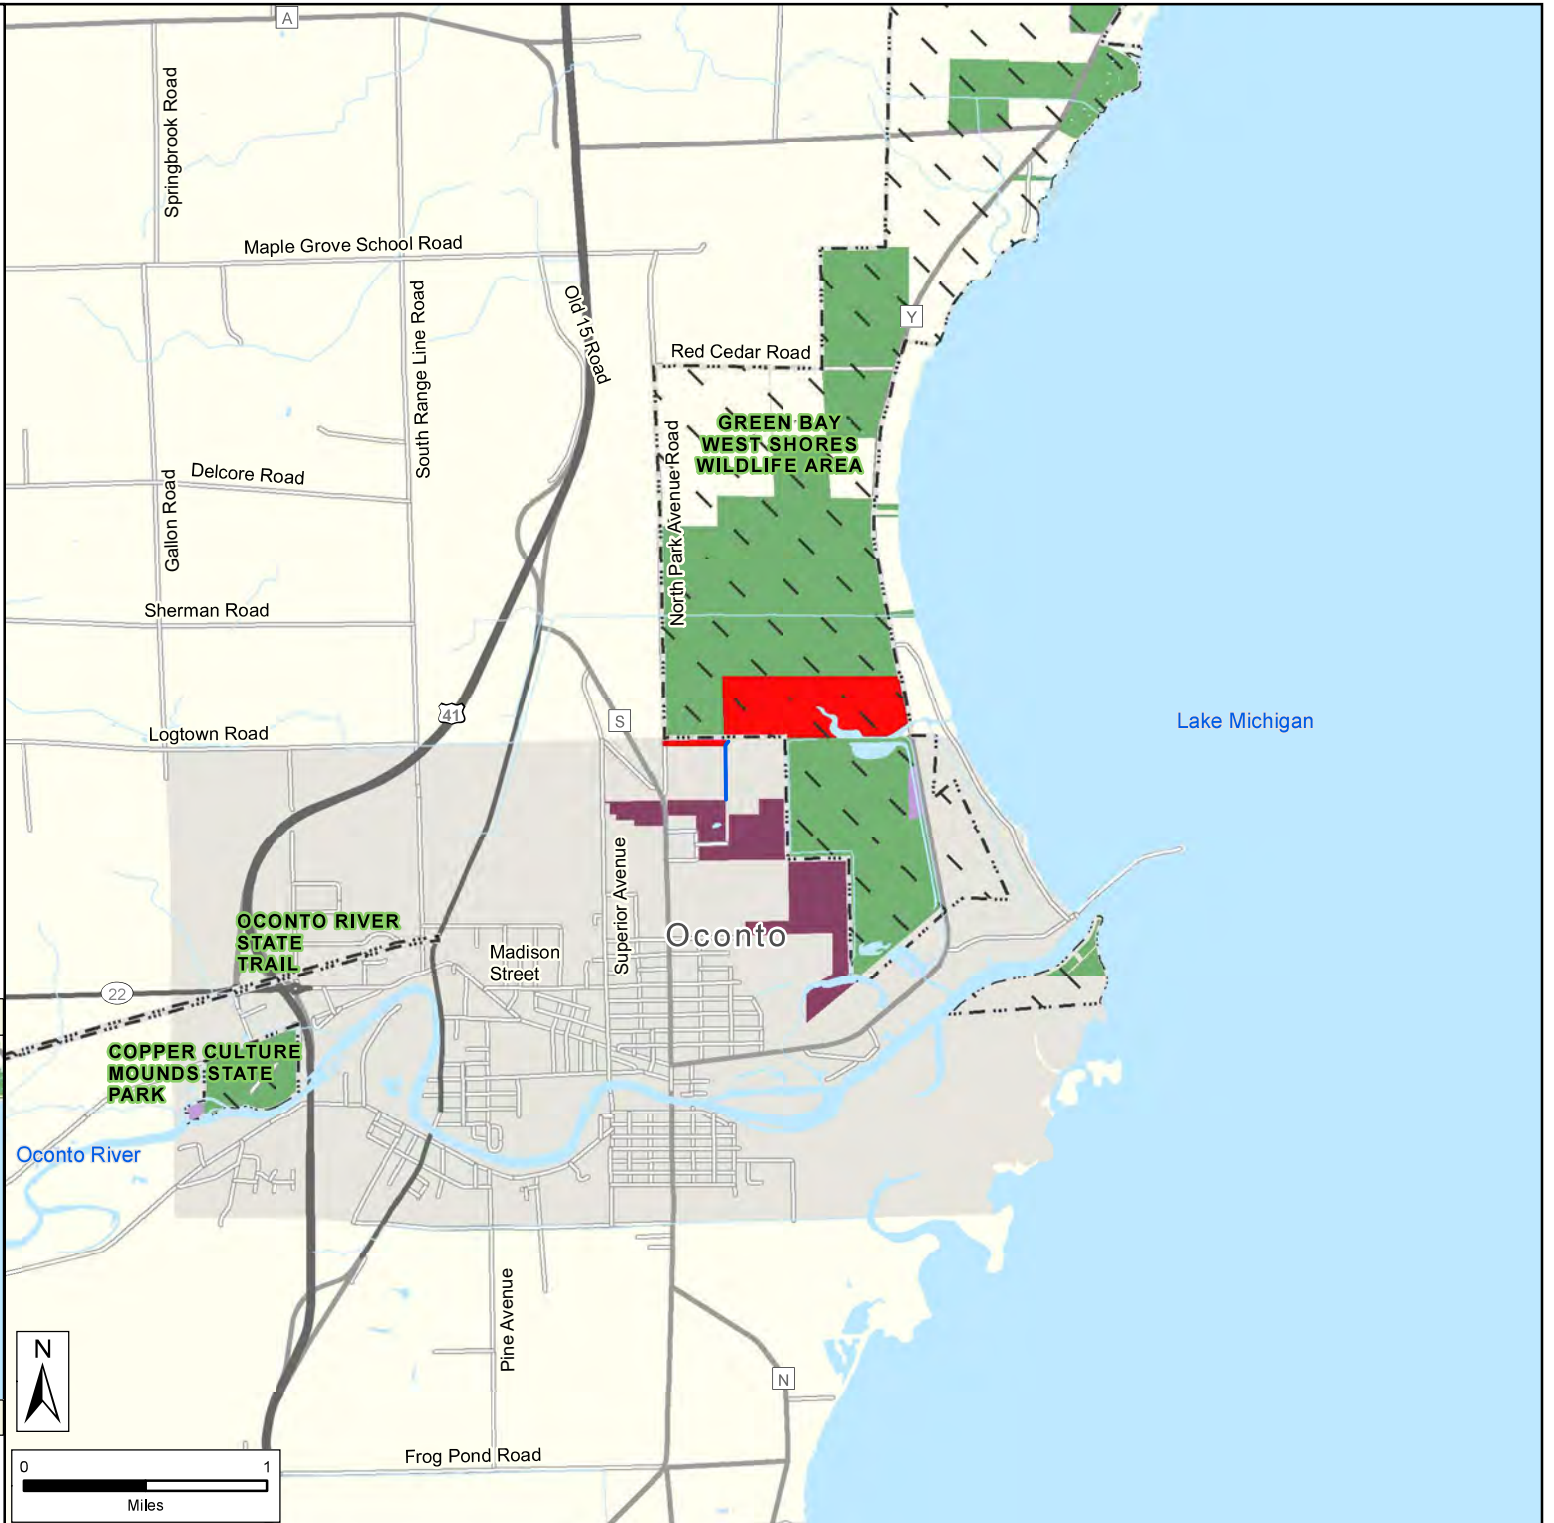 A
Springbrook Road
Maple Grove School Road
South Range Line Road
Old 15 Road
Y
Red Cedar Road
GREEN BAY
WEST SHORES
WILDLIFE AREA
North Park Avenue Road
Delcore Road
Gallon Road
Sherman Road
41
S
Logtown Road
Lake Michigan
Superior Avenue
OCONTO RIVER
STATE
TRAIL
Madison
Street
Oconto
22
COPPER CULTURE
MOUNDS STATE
PARK
Oconto River
Pine Avenue
N
N
Frog Pond Road
0 1
Miles